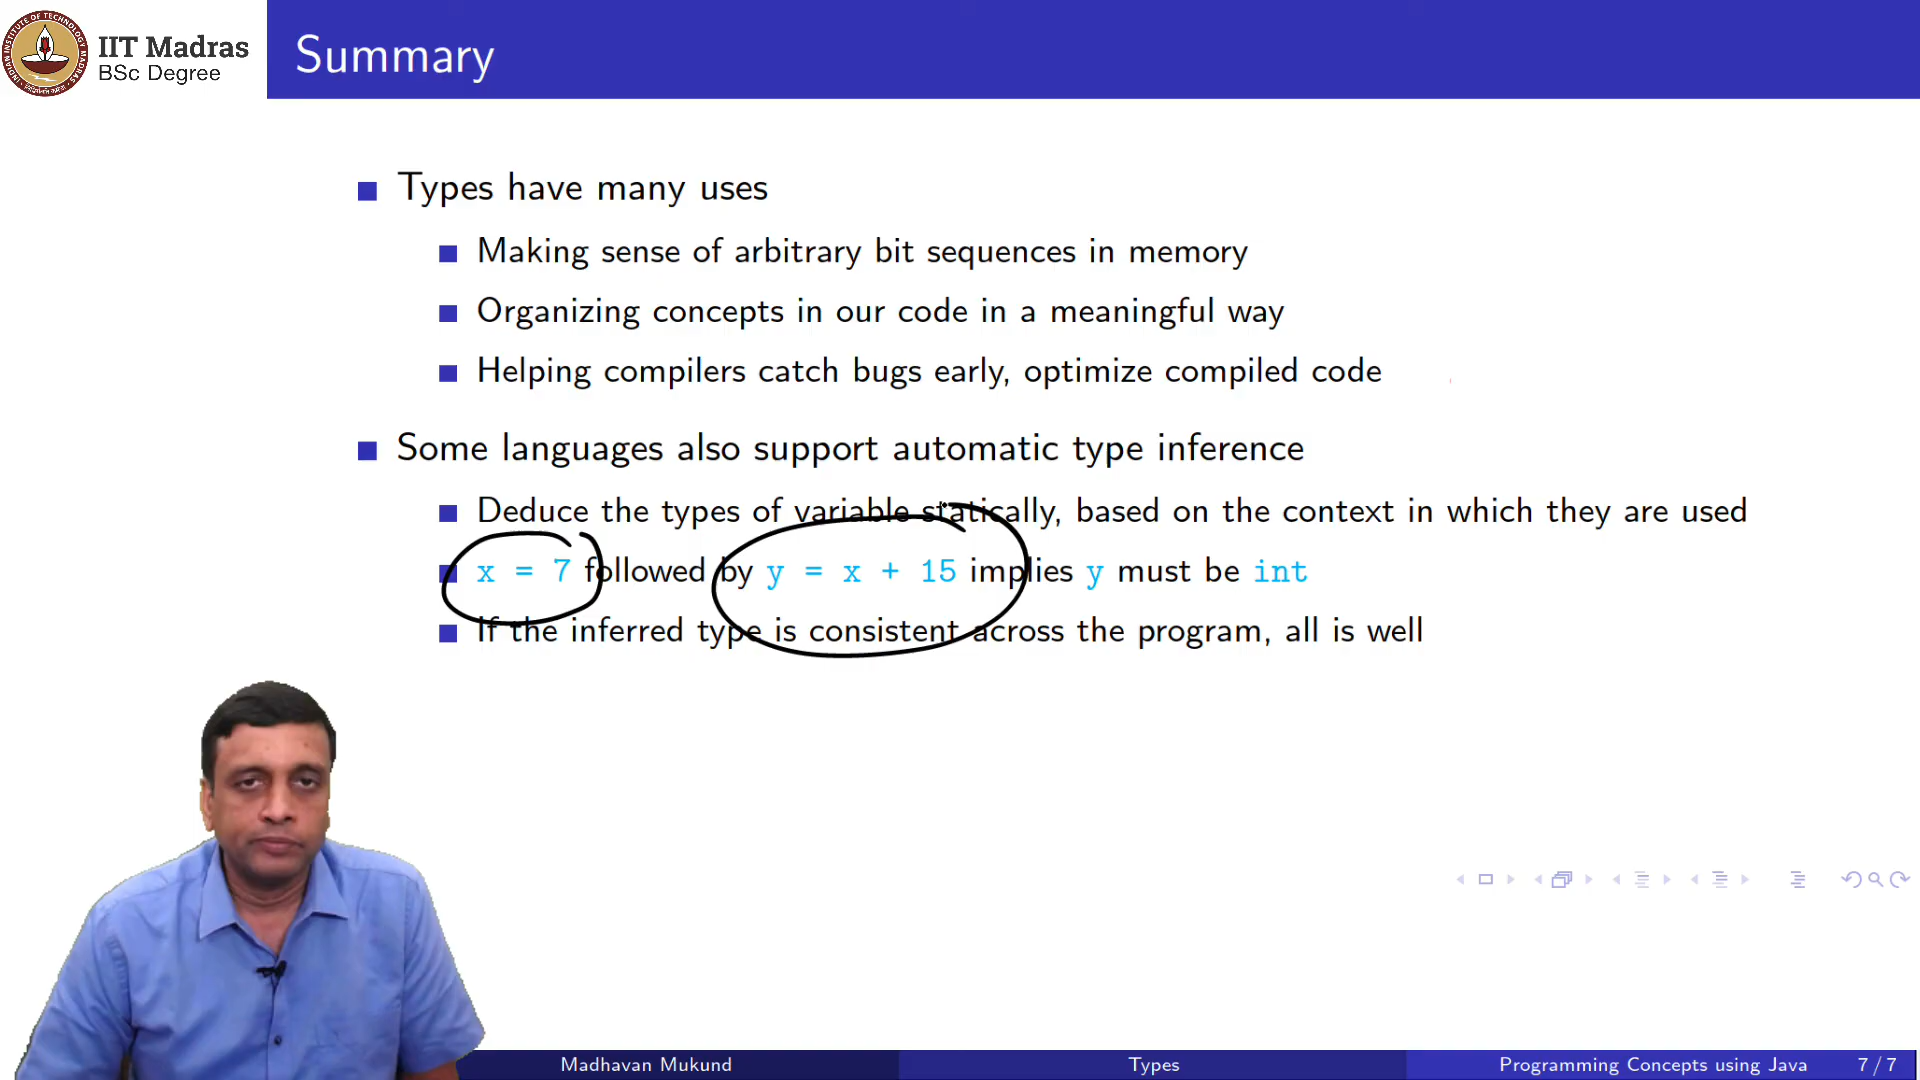 IIT Madras
BSc Degree
Summary
Types have many uses
Making sense of arbitrary bit sequences in memory
Organizing concepts in our code in a meaningful way
Helping compilers catch bugs early, optimize compiled code
Some languages also support automatic type inference
Deduce the types of variable statically, based on the context in which they are used
x = 7 followed by y = x + 15 implies y must be int
If the inferred type is consistent across the program, all is well
Madhavan Mukund Types Programming Concepts using Java 7 / 7